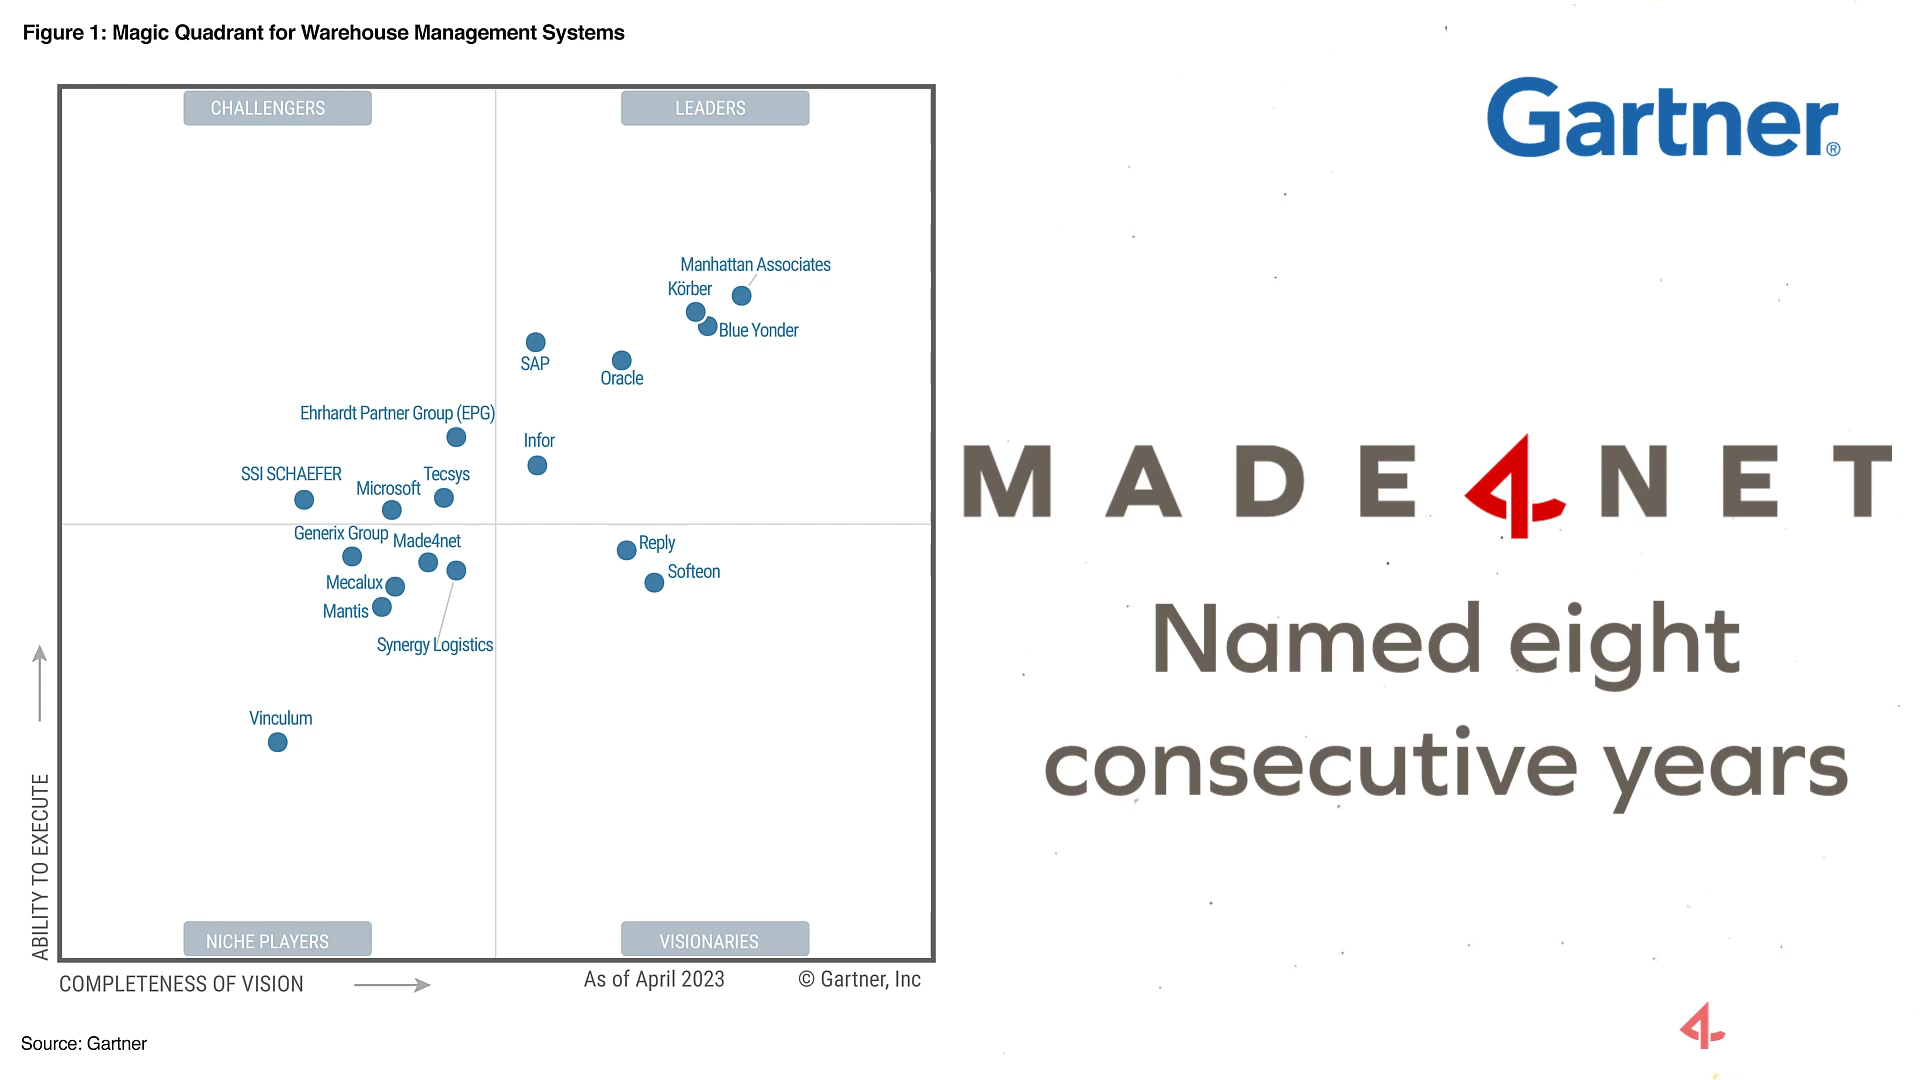 Figure 1: Magic Quadrant for Warehouse Management Systems
CHALLENGERS
LEADERS
Manhattan Associates
Körber
Blue Yonder
SAP
Oracle
Ehrhardt Partner Group (EPG)
Infor
SSI SCHAEFER
Tecsys
Microsoft
Generix Group
Made4net
Reply
Softeon
Mecalux
Mantis
Synergy Logistics
Vinculum
NICHE PLAYERS
VISIONARIES
ABILITY TO EXECUTE
COMPLETENESS OF VISION
As of April 2023
© Gartner, Inc
Source: Gartner
Gartner®
MADE4NET
Named eight
consecutive years
4